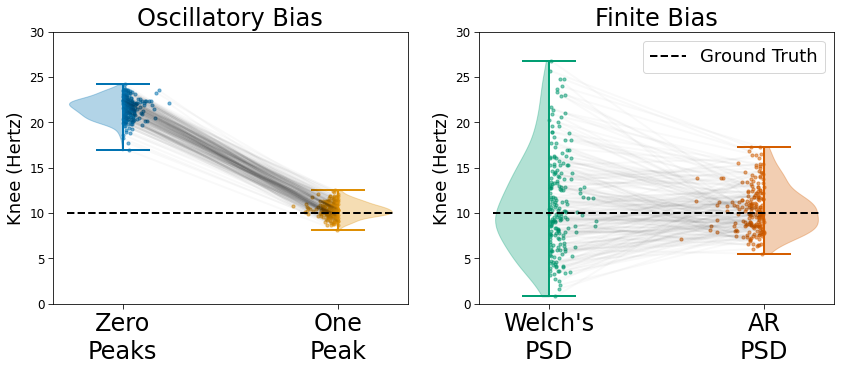 Oscillatory Bias
Knee (Hertz)
30
25
20
15
10
5
0
Zero
Peaks
One
Peak
Finite Bias
Knee (Hertz)
30
25
20
15
10
5
0
Ground Truth
Welch's
PSD
AR
PSD